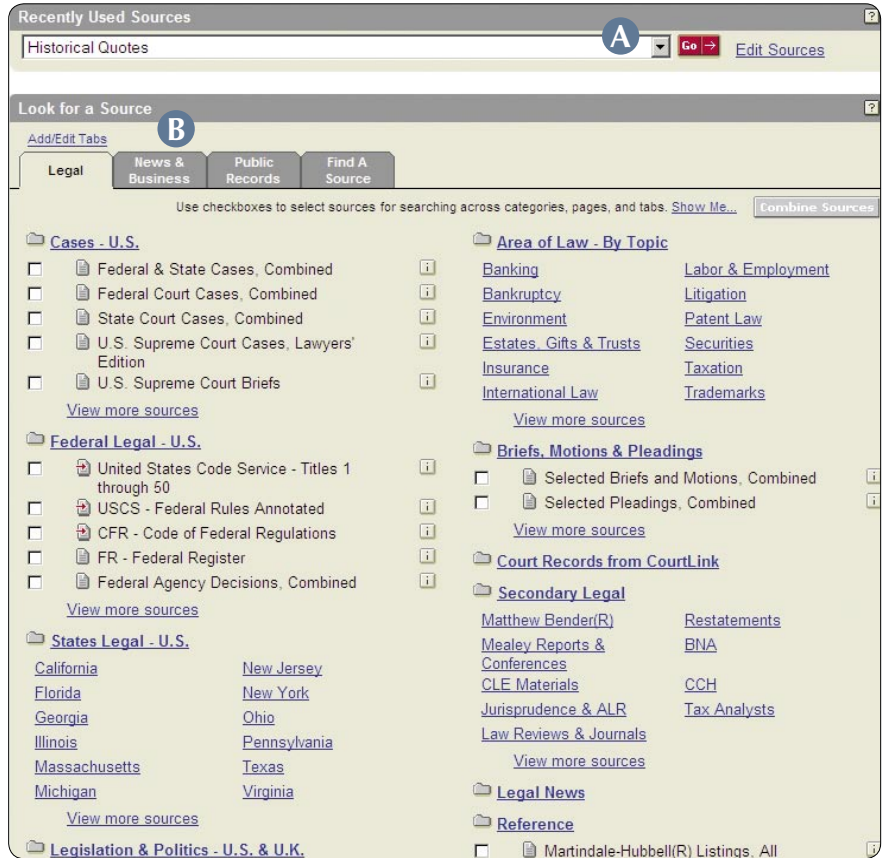 Recently Used Sources
?
Historical Quotes
A
Go →
Edit Sources
Look for a Source
?
Add/Edit Tabs
B
Legal
News &
Business
Public
Records
Find A
Source
Use checkboxes to select sources for searching across categories, pages, and tabs. Show Me...
Combine Sources
Cases - U.S.
Federal & State Cases, Combined
Federal Court Cases, Combined
State Court Cases, Combined
U.S. Supreme Court Cases, Lawyers'
Edition
U.S. Supreme Court Briefs
View more sources
Federal Legal - U.S.
United States Code Service - Titles 1
through 50
USCS - Federal Rules Annotated
CFR - Code of Federal Regulations
FR - Federal Register
Federal Agency Decisions, Combined
View more sources
States Legal - U.S.
California New Jersey
Florida New York
Georgia Ohio
Illinois Pennsylvania
Massachusetts Texas
Michigan Virginia
View more sources
Legislation & Politics - U.S. & U.K.
Area of Law - By Topic
Banking Labor & Employment
Bankruptcy Litigation
Environment Patent Law
Estates, Gifts & Trusts Securities
Insurance Taxation
International Law Trademarks
View more sources
Briefs, Motions & Pleadings
Selected Briefs and Motions, Combined
Selected Pleadings, Combined
View more sources
Court Records from CourtLink
Secondary Legal
Matthew Bender(R) Restatements
Mealey Reports & BNA
Conferences
CLE Materials CCH
Jurisprudence & ALR Tax Analysts
Law Reviews & Journals
View more sources
Legal News
Reference
Martindale-Hubbell(R) Listings, All